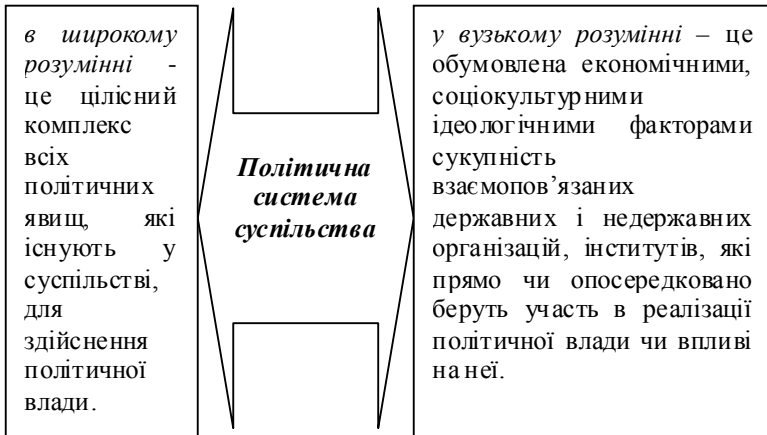 в широкому
розумінні -
це цілісний
комплекс
всіх
політичних
явищ, які
існують у
суспільстві,
для
здійснення
політичної
влади.
Політична
система
суспільства
у вузькому розумінні – це
обумовлена економічними,
соціокультурними
ідеологічними факторами
сукупність
взаємопов’язаних
державних і недержавних
організацій, інститутів, які
прямо чи опосередковано
беруть участь в реалізації
політичної влади чи впливі
на неї.